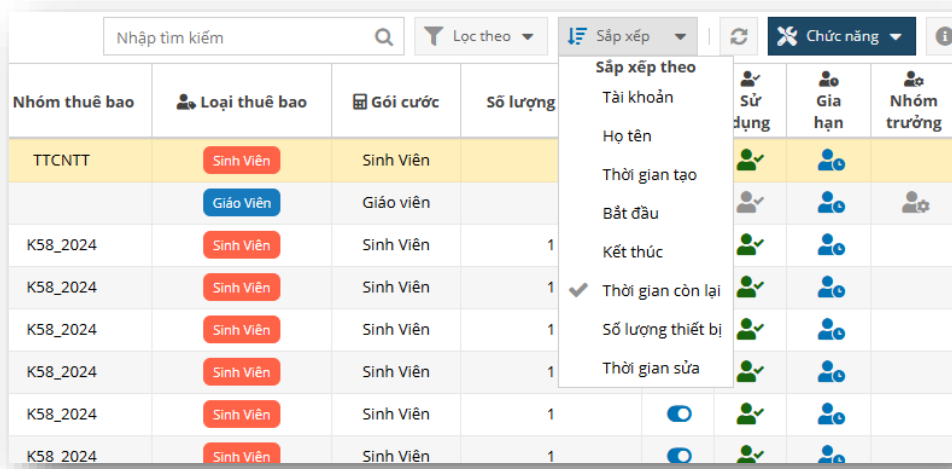 Nhập tìm kiếm
Lọc theo
Sắp xếp
Chức năng
Nhóm thuê bao
Loại thuê bao
Gói cước
Số lượng
Sử
dụng
Gia
hạn
Nhóm
trưởng
Sắp xếp theo
Tài khoản
Họ tên
Thời gian tạo
Bắt đầu
Kết thúc
Thời gian còn lại
Số lượng thiết bị
Thời gian sửa
TTCNTT Sinh Viên Sinh Viên
Giáo Viên Giáo viên
K58_2024 Sinh Viên Sinh Viên 1
K58_2024 Sinh Viên Sinh Viên 1
K58_2024 Sinh Viên Sinh Viên 1
K58_2024 Sinh Viên Sinh Viên 1
K58_2024 Sinh Viên Sinh Viên 1
K58_2024 Sinh Viên Sinh Viên 1